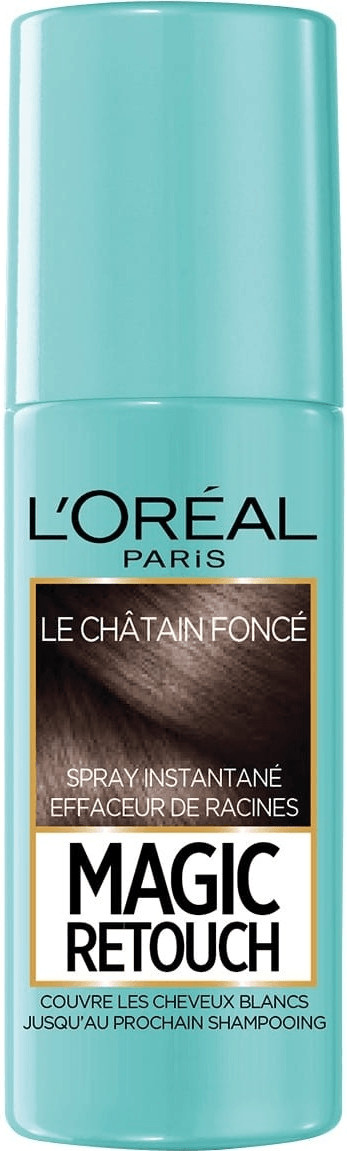 L'ORÉAL
PARiS
LE CHÂTAIN FONCÉ
SPRAY INSTANTANÉ
EFFACEUR DE RACINES
MAGIC
RETOUCH
COUVRE LES CHEVEUX BLANCS
JUSQU'AU PROCHAIN SHAMPOOING